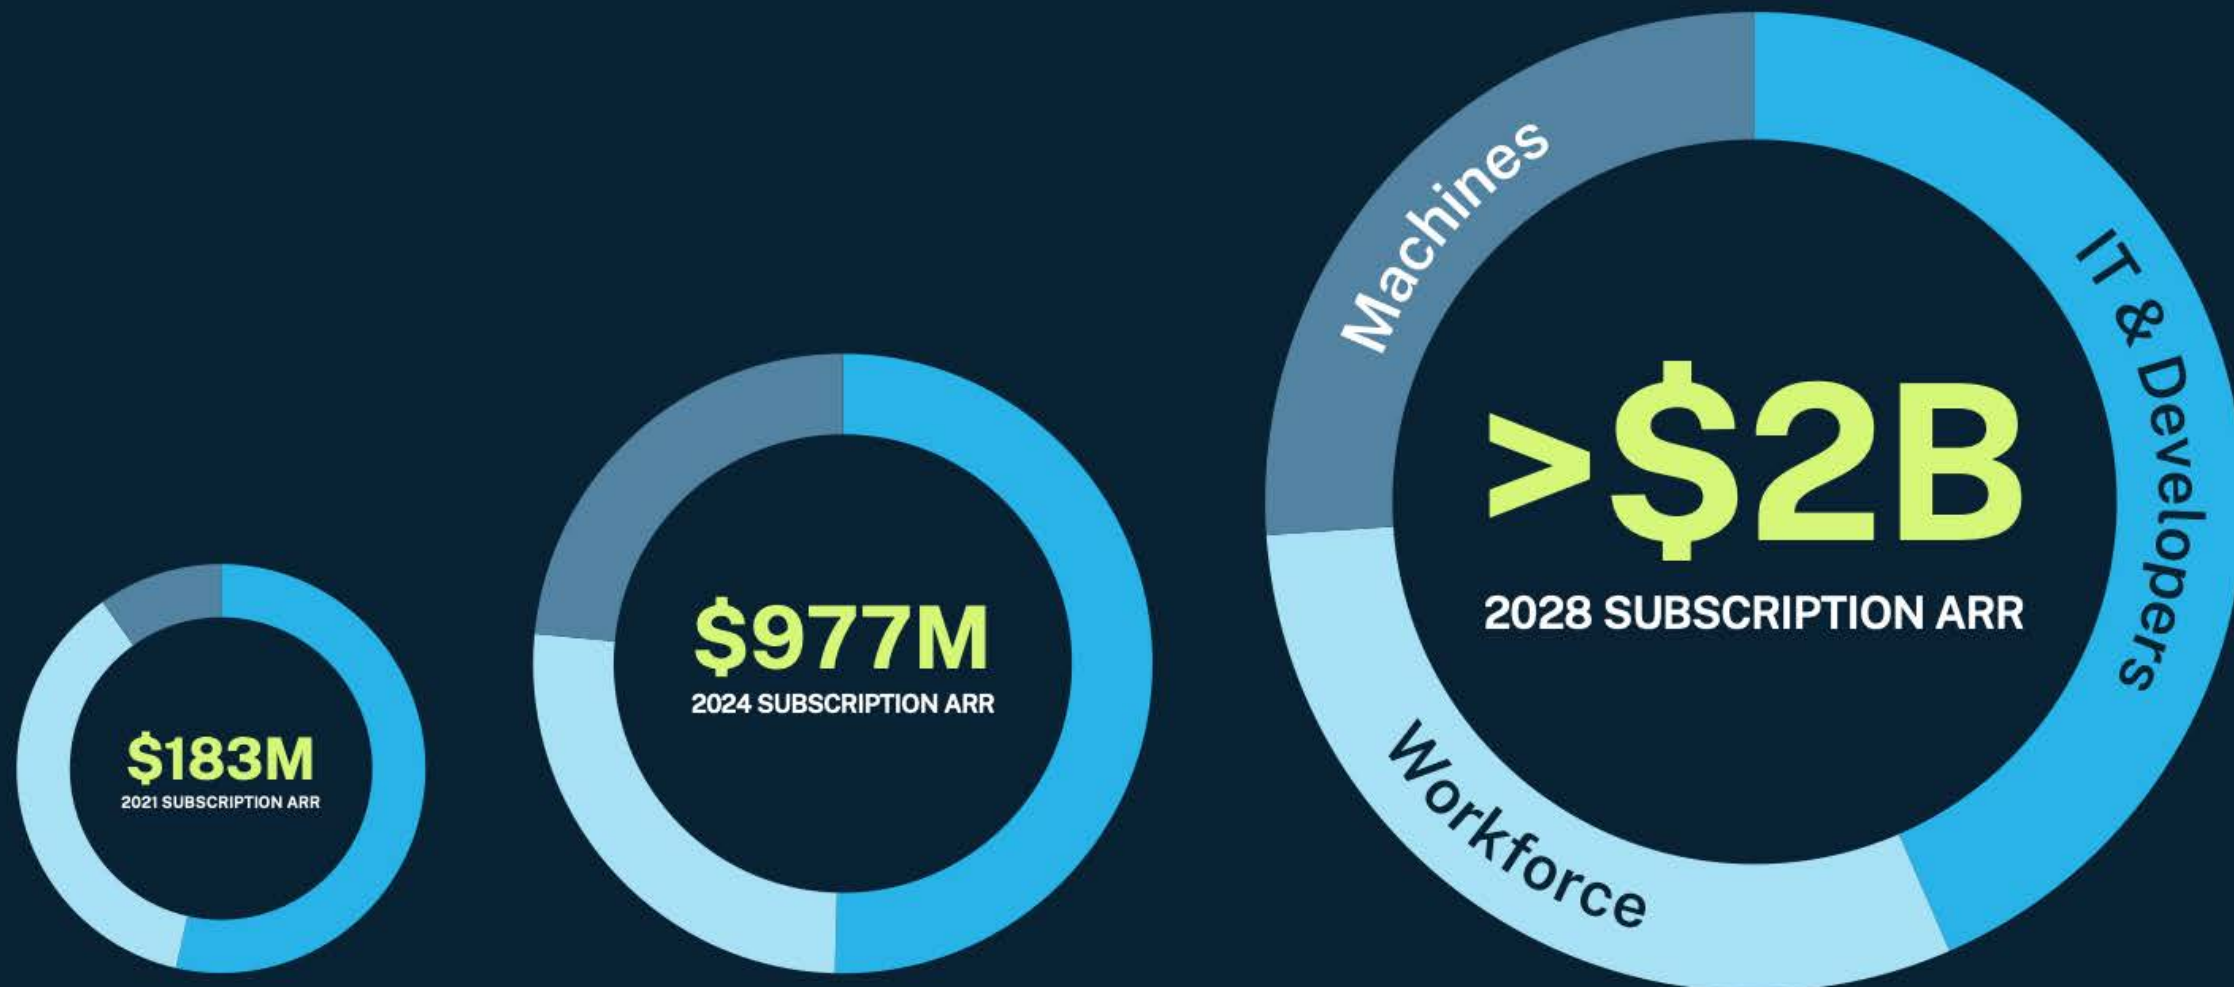 $183M
2021 SUBSCRIPTION ARR
$977M
2024 SUBSCRIPTION ARR
Machines
IT & Developers
>$2B
2028 SUBSCRIPTION ARR
Workforce